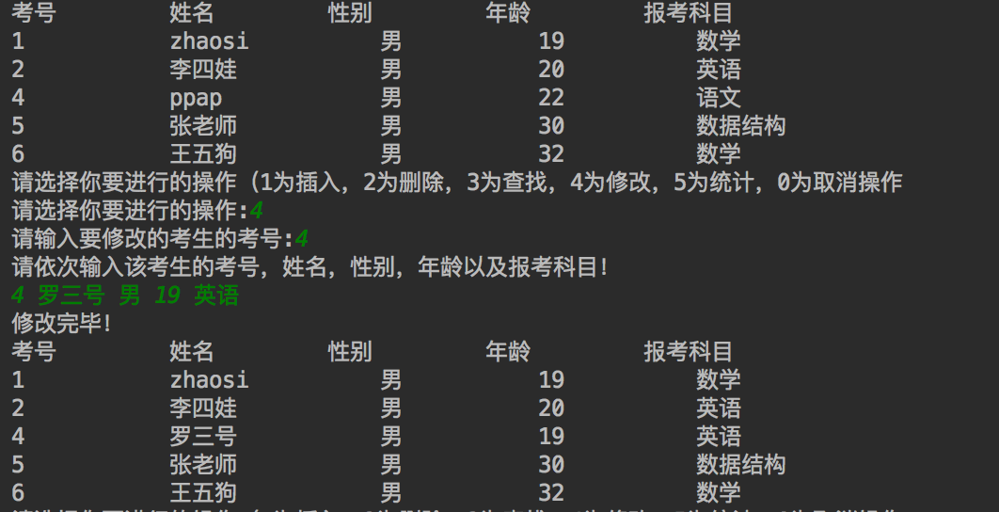 考号 姓名 性别 年龄 报考科目
1 zhaosi 男 19 数学
2 李四娃 男 20 英语
4 ppap 男 22 语文
5 张老师 男 30 数据结构
6 王五狗 男 32 数学
请选择你要进行的操作（1为插入，2为删除，3为查找，4为修改，5为统计，0为取消操作
请选择你要进行的操作:4
请输入要修改的考生的考号:4
请依次输入该考生的考号，姓名，性别，年龄以及报考科目！
4 罗三号 男 19 英语
修改完毕！
考号 姓名 性别 年龄 报考科目
1 zhaosi 男 19 数学
2 李四娃 男 20 英语
4 罗三号 男 19 英语
5 张老师 男 30 数据结构
6 王五狗 男 32 数学